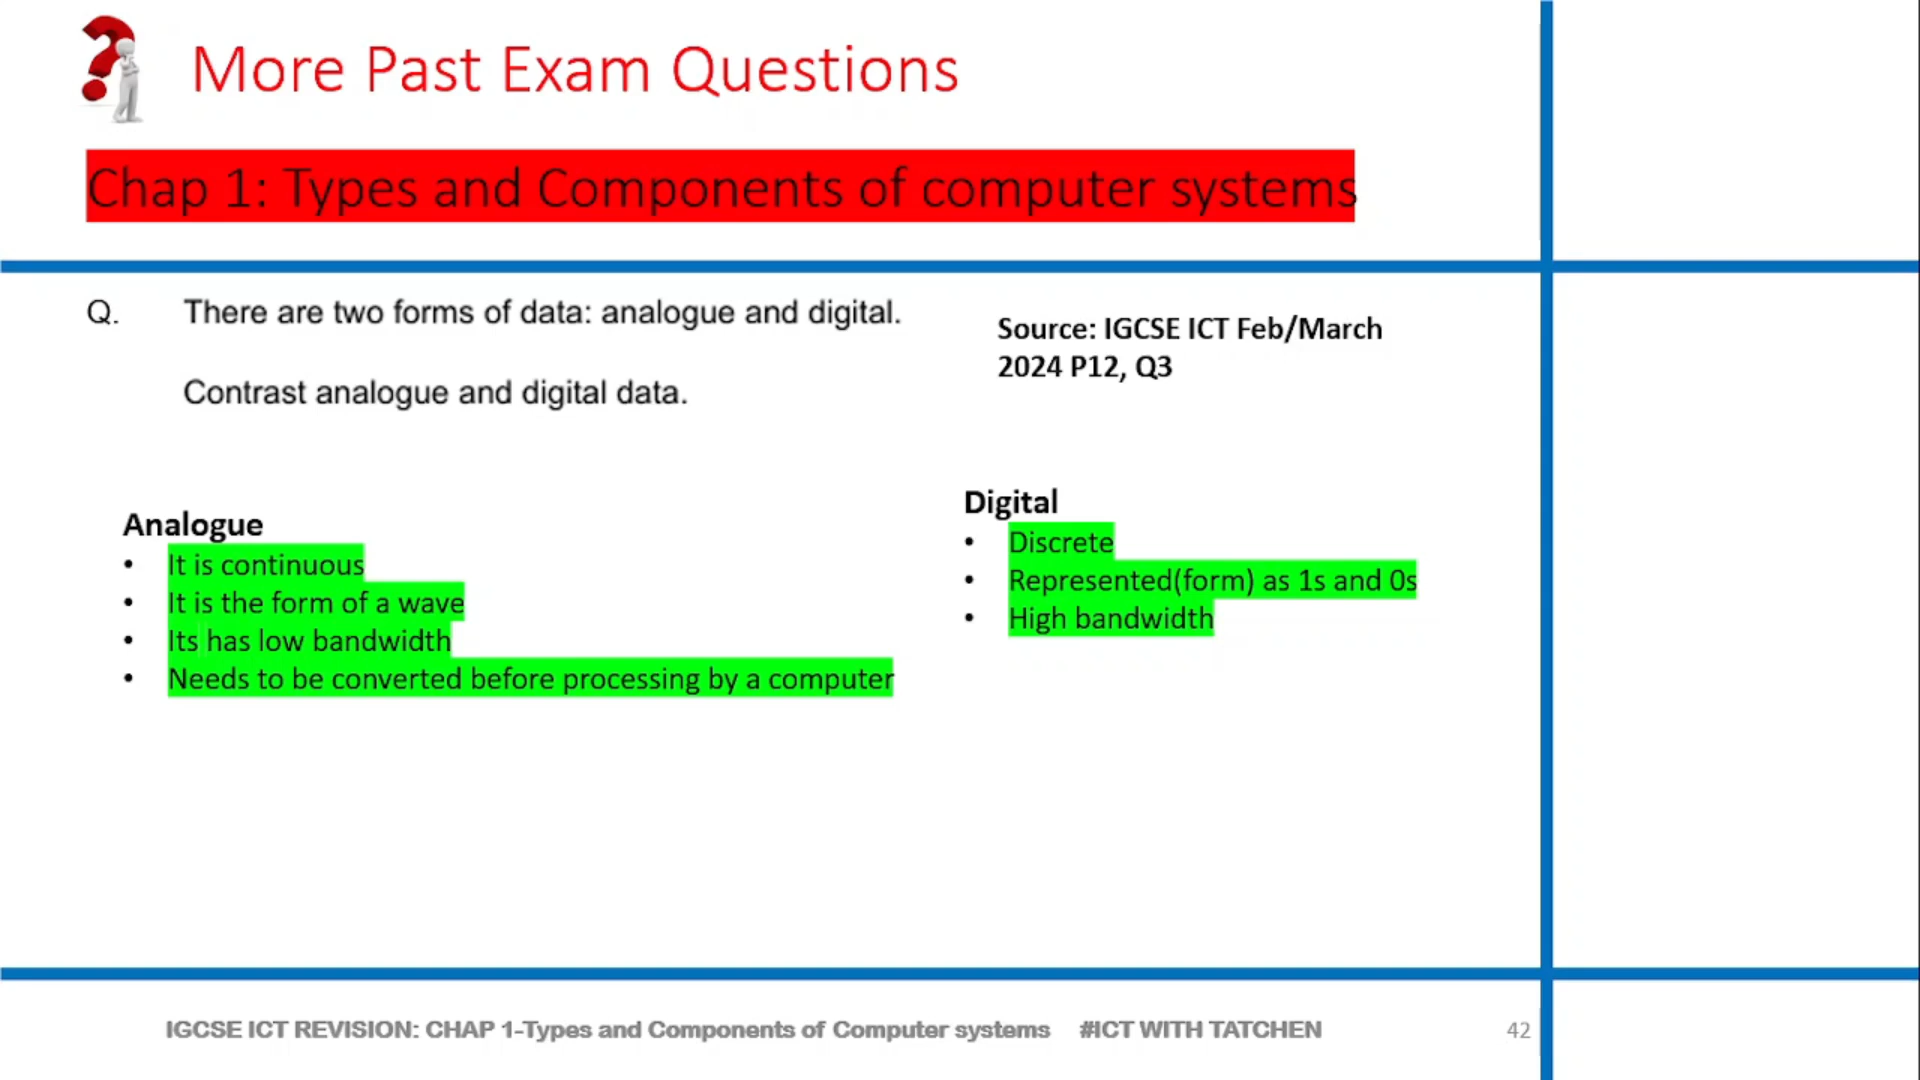 More Past Exam Questions
Chap 1: Types and Components of computer systems
Q. There are two forms of data: analogue and digital.
Contrast analogue and digital data.
Source: IGCSE ICT Feb/March
2024 P12, Q3
Analogue
• It is continuous
• It is the form of a wave
• Its has low bandwidth
• Needs to be converted before processing by a computer
Digital
• Discrete
• Represented(form) as 1s and 0s
• High bandwidth
IGCSE ICT REVISION: CHAP 1-Types and Components of Computer systems #ICT WITH TATCHEN
42